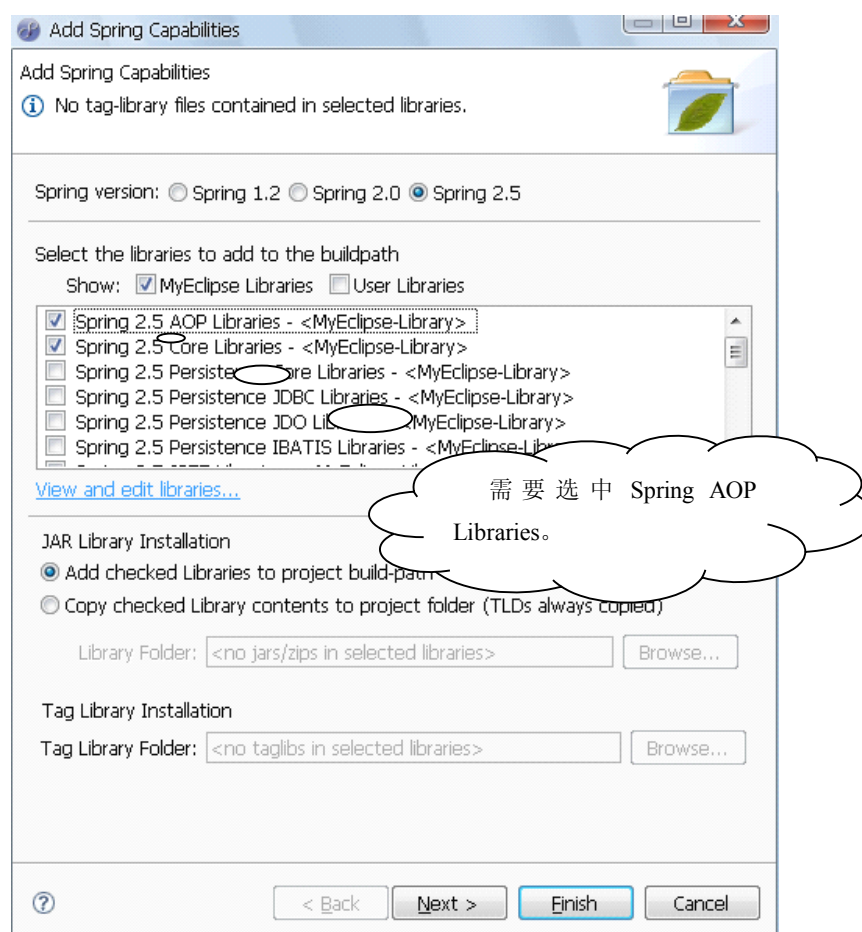 Add Spring Capabilities
Add Spring Capabilities
No tag-library files contained in selected libraries.
Spring version: Spring 1.2 Spring 2.0 Spring 2.5
Select the libraries to add to the buildpath
Show: MyEclipse Libraries User Libraries
Spring 2.5 AOP Libraries - <MyEclipse-Library>
Spring 2.5 Core Libraries - <MyEclipse-Library>
Spring 2.5 Libraries - <MyEclipse-Library>
Spring 2.5 Persistence JDBC Libraries - <MyEclipse-Library>
Spring 2.5 Persistence JDO <MyEclipse-Library>
Spring 2.5 Persistence IBATIS Libraries -
View and edit libraries...
需要选中 Spring AOP
Libraries。
JAR Library Installation
Add checked Libraries to project build-path
Copy checked Library contents to project folder (TLDs always copied)
Library Folder: <no jars/zips in selected libraries> Browse...
Tag Library Installation
Tag Library Folder: <no taglibs in selected libraries> Browse...
< Back Next > Finish Cancel